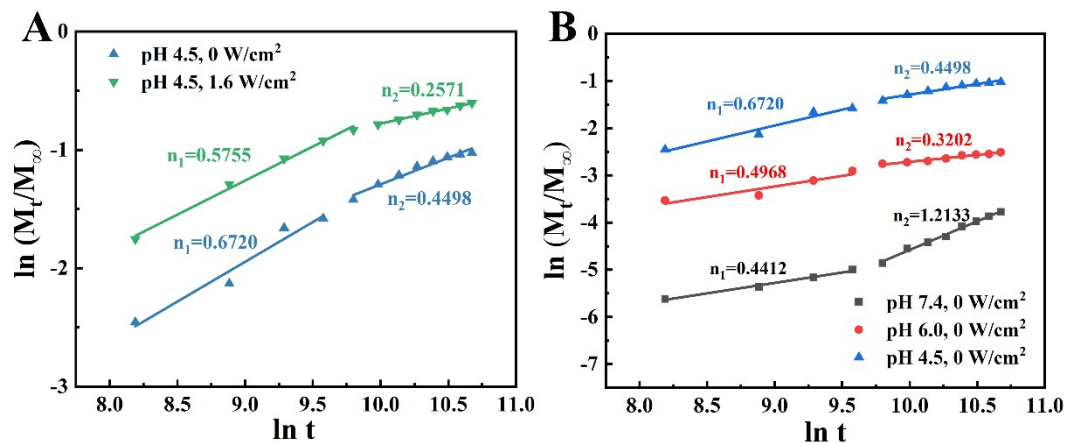 A
pH 4.5, 0 W/cm²
pH 4.5, 1.6 W/cm²
n₂=0.2571
n₁=0.5755
n₂=0.4498
n₁=0.6720
ln (Mₜ/M∞)
0
-1
-2
-3
8.0 8.5 9.0 9.5 10.0 10.5 11.0
ln t
B
n₂=0.4498
n₁=0.6720
n₂=0.3202
n₁=0.4968
n₂=1.2133
n₁=0.4412
pH 7.4, 0 W/cm²
pH 6.0, 0 W/cm²
pH 4.5, 0 W/cm²
ln (Mₜ/M∞)
0
-1
-2
-3
-4
-5
-6
-7
8.0 8.5 9.0 9.5 10.0 10.5 11.0
ln t